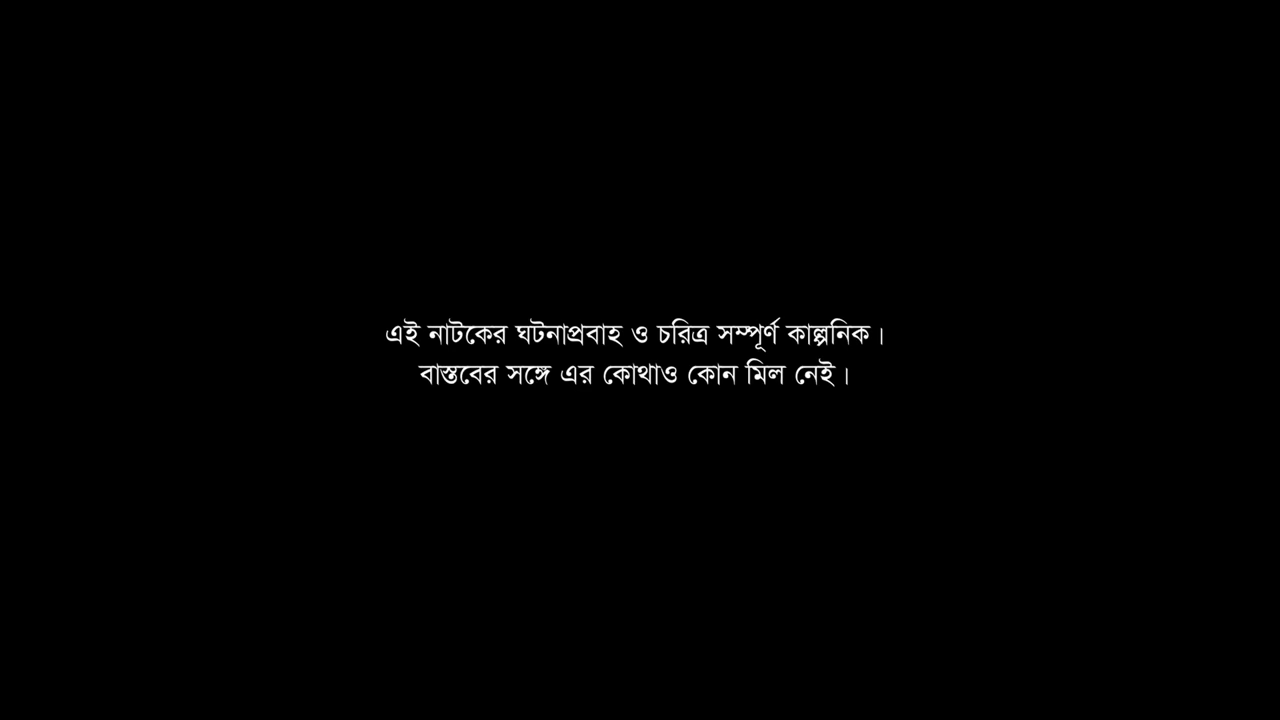 এই নাটকের ঘটনাপ্রবাহ ও চরিত্র সম্পূর্ণ কাল্পনিক।
বাস্তবের সঙ্গে এর কোথাও কোন মিল নেই।